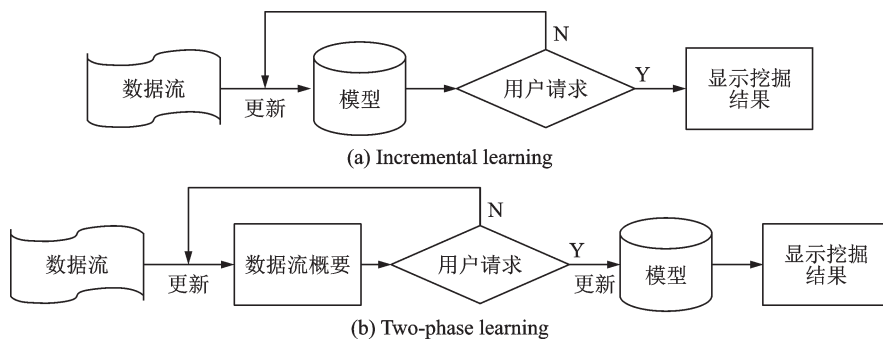 N
数据流
更新
模型
用户请求
Y
显示挖掘
结果
(a) Incremental learning
N
数据流
更新
数据流概要
用户请求
Y
更新
模型
显示挖掘
结果
(b) Two-phase learning